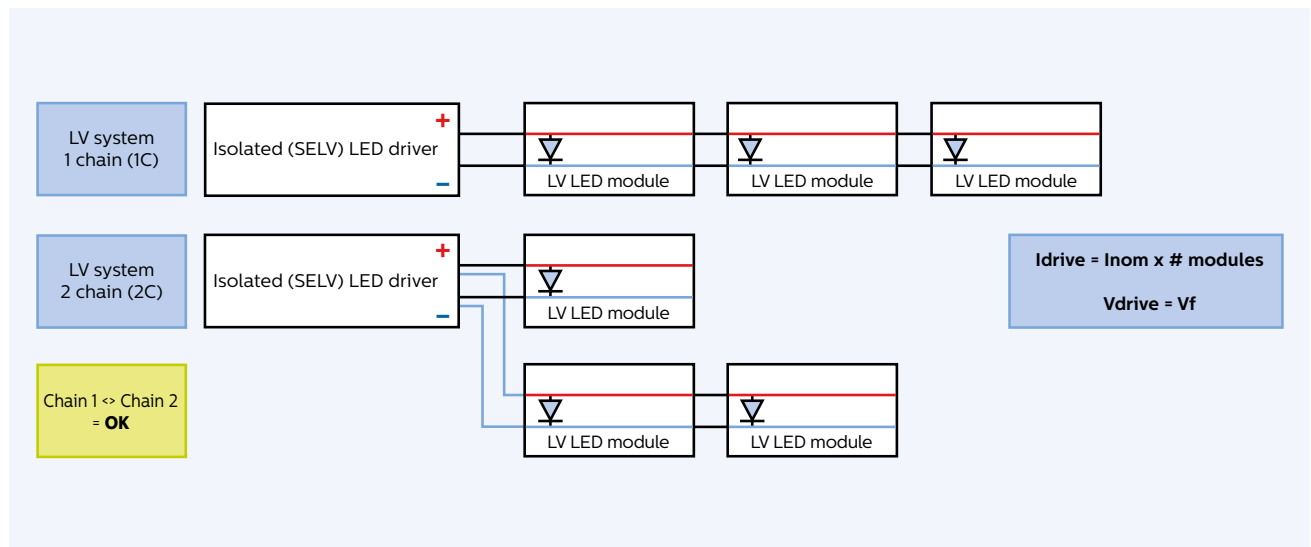 LV system
1 chain (1C)
Isolated (SELV) LED driver
+
–
LV LED module
LV LED module
LV LED module
LV system
2 chain (2C)
Isolated (SELV) LED driver
+
–
LV LED module
Idrive = Inom x # modules
Vdrive = Vf
Chain 1 <> Chain 2
= OK
LV LED module
LV LED module